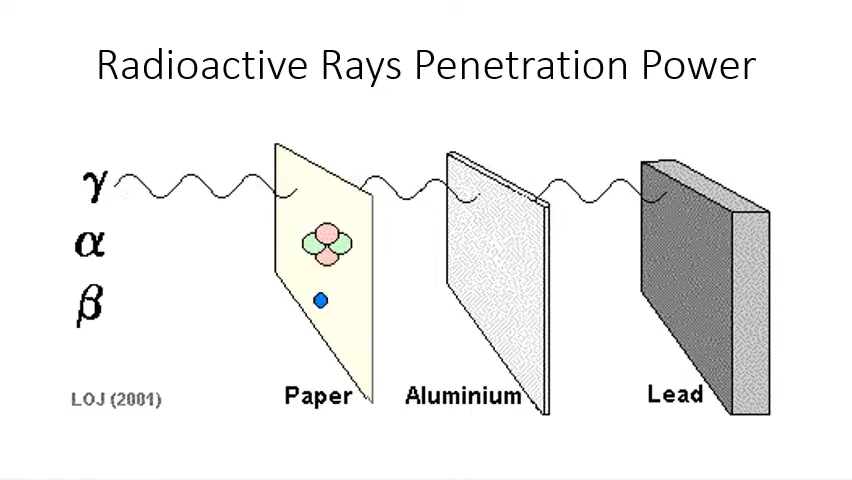 Radioactive Rays Penetration Power
γ
α
β
Paper
Aluminium
Lead
LOJ (2001)